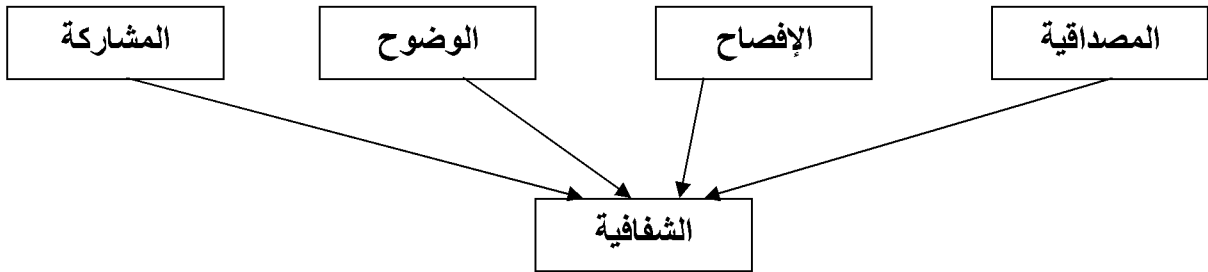 المصداقية
الإفصاح
الوضوح
المشاركة
الشفافية